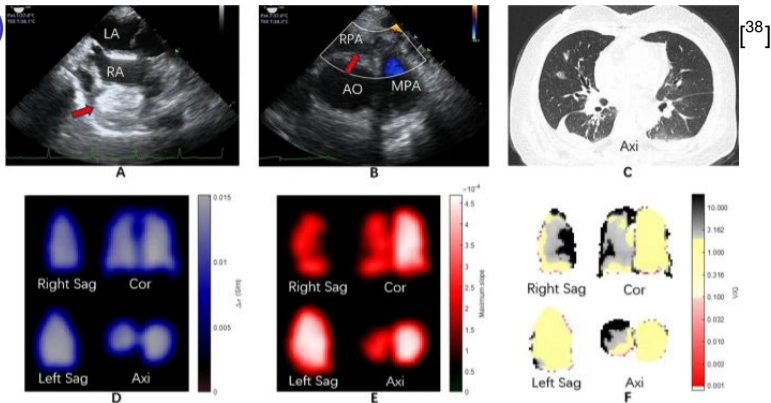 LA
RA
A
RPA
AO
MPA
B
Axi
C
[38]
Right Sag
Cor
Left Sag
Axi
D
0.015
0.005
0
Right Sag
Cor
Left Sag
Axi
E
×10⁻⁴
4.5
4
3.5
3
2.5
2
1.5
1
0.5
0
Maximum slope
Right Sag
Cor
Left Sag
Axi
F
10.000
3.162
1.000
0.316
0.100
0.032
0.010
0.003
0.001
V/Q